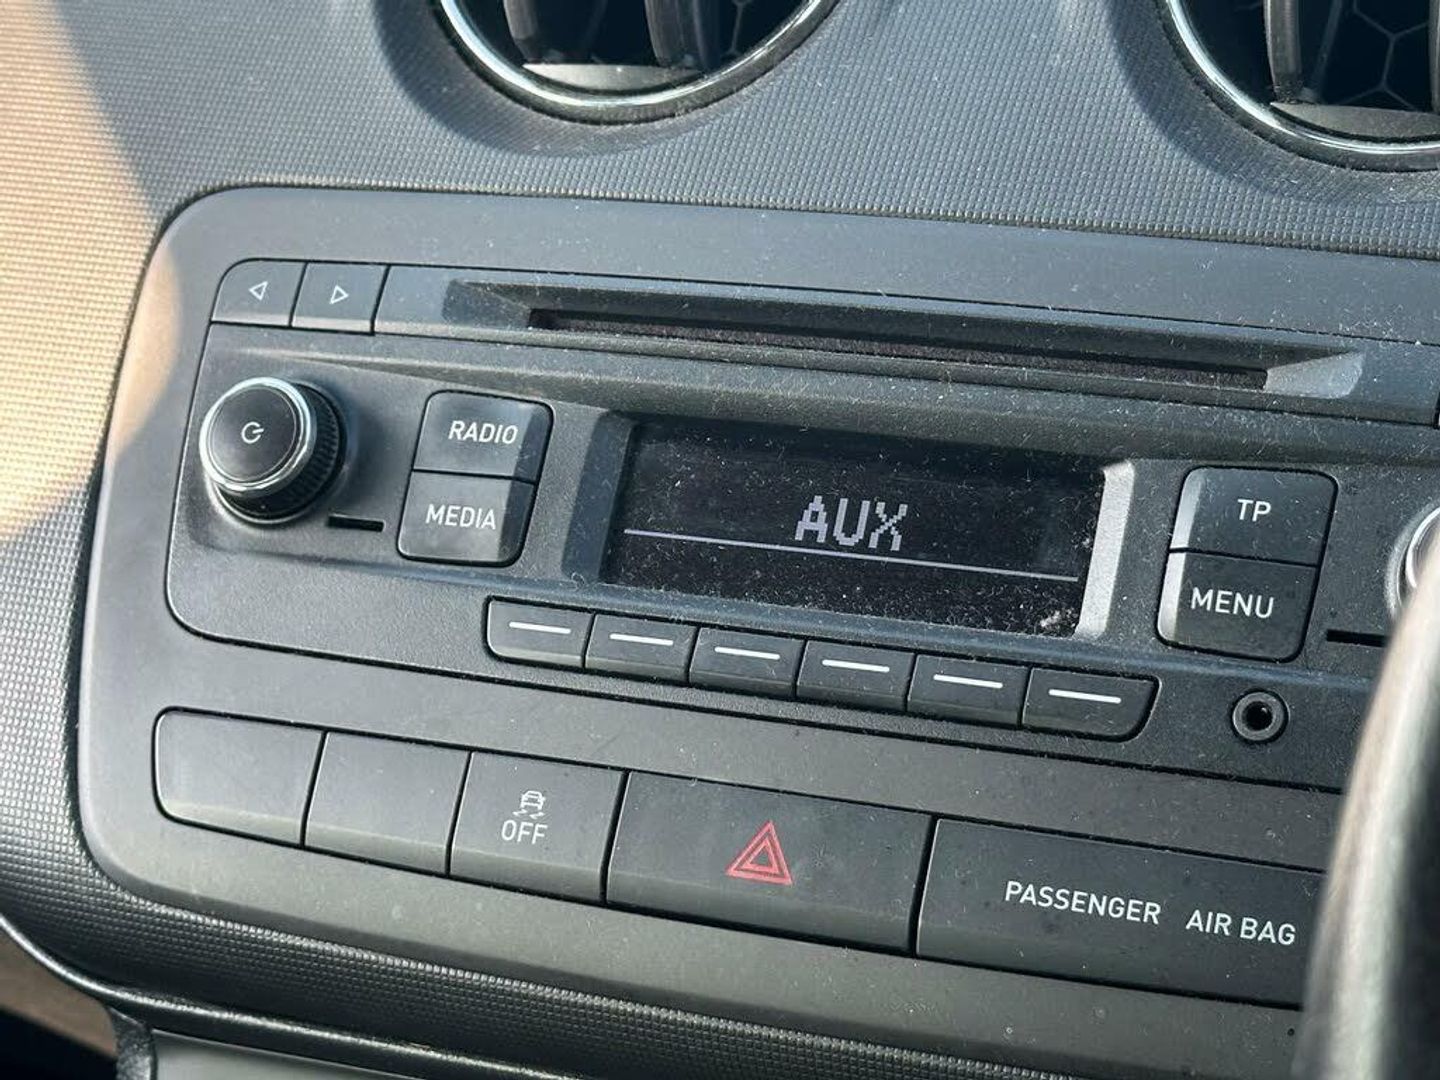 RADIO
MEDIA
AUX
TP
MENU
OFF
PASSENGER AIR BAG